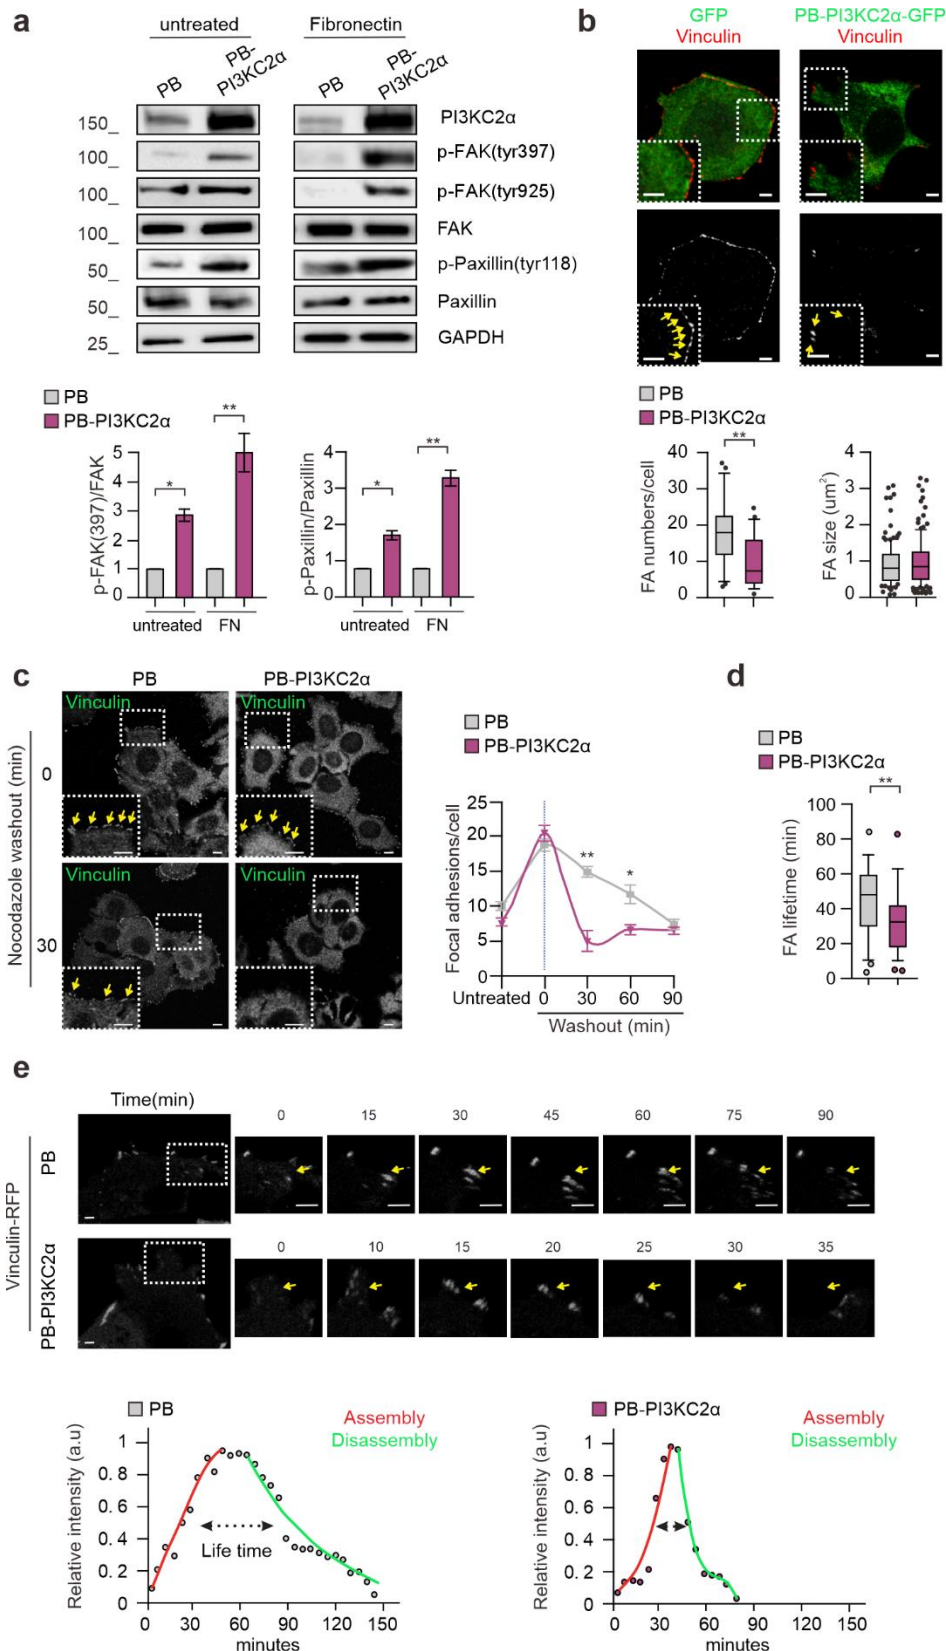 a
untreated
Fibronectin
PB
PB-
PI3KC2α
PB
PB-
PI3KC2α
150_
PI3KC2α
100_
p-FAK(tyr397)
100_
p-FAK(tyr925)
100_
FAK
50_
p-Paxillin(tyr118)
50_
Paxillin
25_
GAPDH
PB
PB-PI3KC2α
p-FAK(397)/FAK
5
4
3
2
1
0
*
**
untreated
FN
p-Paxillin/Paxillin
4
3
2
1
0
*
**
untreated
FN
b
GFP
Vinculin
PB-PI3KC2α-GFP
Vinculin
PB
PB-PI3KC2α
FA numbers/cell
40
30
20
10
0
**
FA size (um²)
4
2
1
0
c
PB
PB-PI3KC2α
Nocodazole washout (min)
0
Vinculin
Vinculin
30
Vinculin
Vinculin
PB
PB-PI3KC2α
Focal adhesions/cell
25
20
15
10
5
0
**
*
Untreated
0
30
60
90
Washout (min)
d
PB
PB-PI3KC2α
FA lifetime (min)
100
80
60
40
20
0
**
e
Time(min)
0
15
30
45
60
75
90
Vinculin-RFP
PB
0
10
15
20
25
30
35
PB-PI3KC2α
PB
Assembly
Disassembly
Relative intensity (a.u)
1
0.8
0.6
0.4
0.2
0
Life time
0
30
60
90
120
150
minutes
PB-PI3KC2α
Assembly
Disassembly
Relative intensity (a.u)
1
0.8
0.6
0.4
0.2
0
0
30
60
90
120
150
minutes